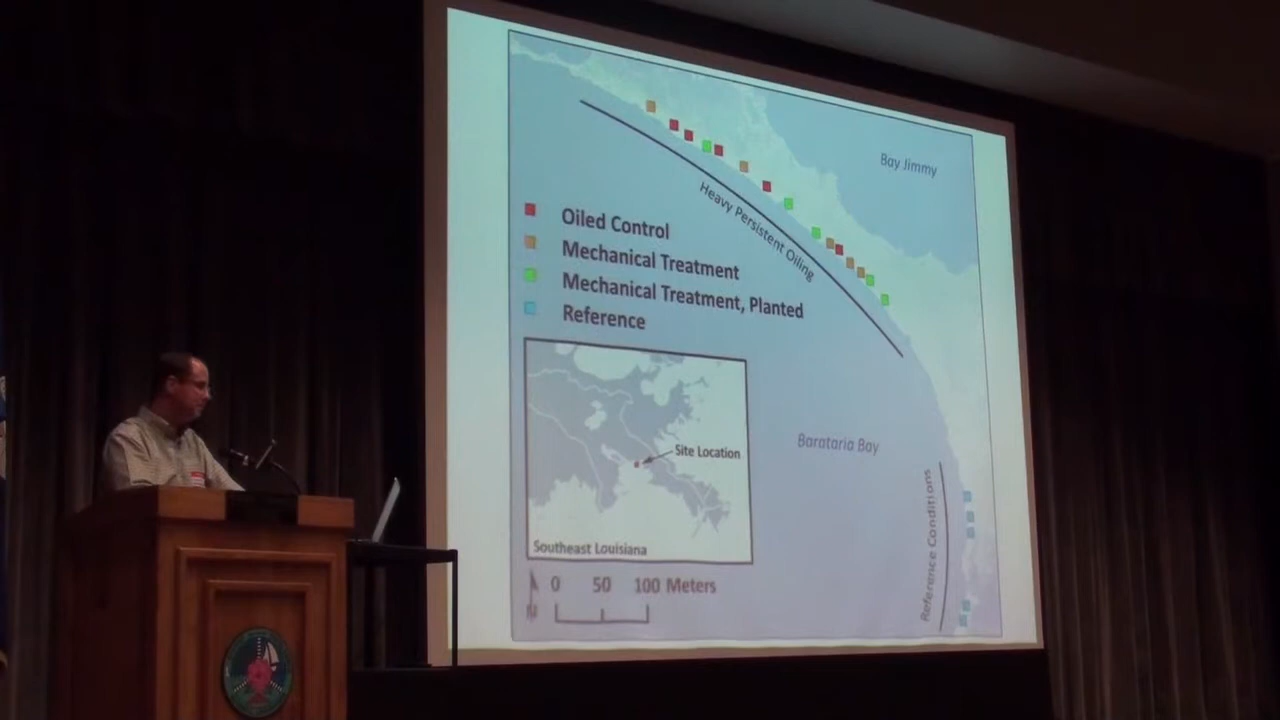 Bay Jimmy
Heavy Persistent Oiling
Oiled Control
Mechanical Treatment
Mechanical Treatment, Planted
Reference
Site Location
Barataria Bay
Reference Conditions
Southeast Louisiana
N 0 50 100 Meters